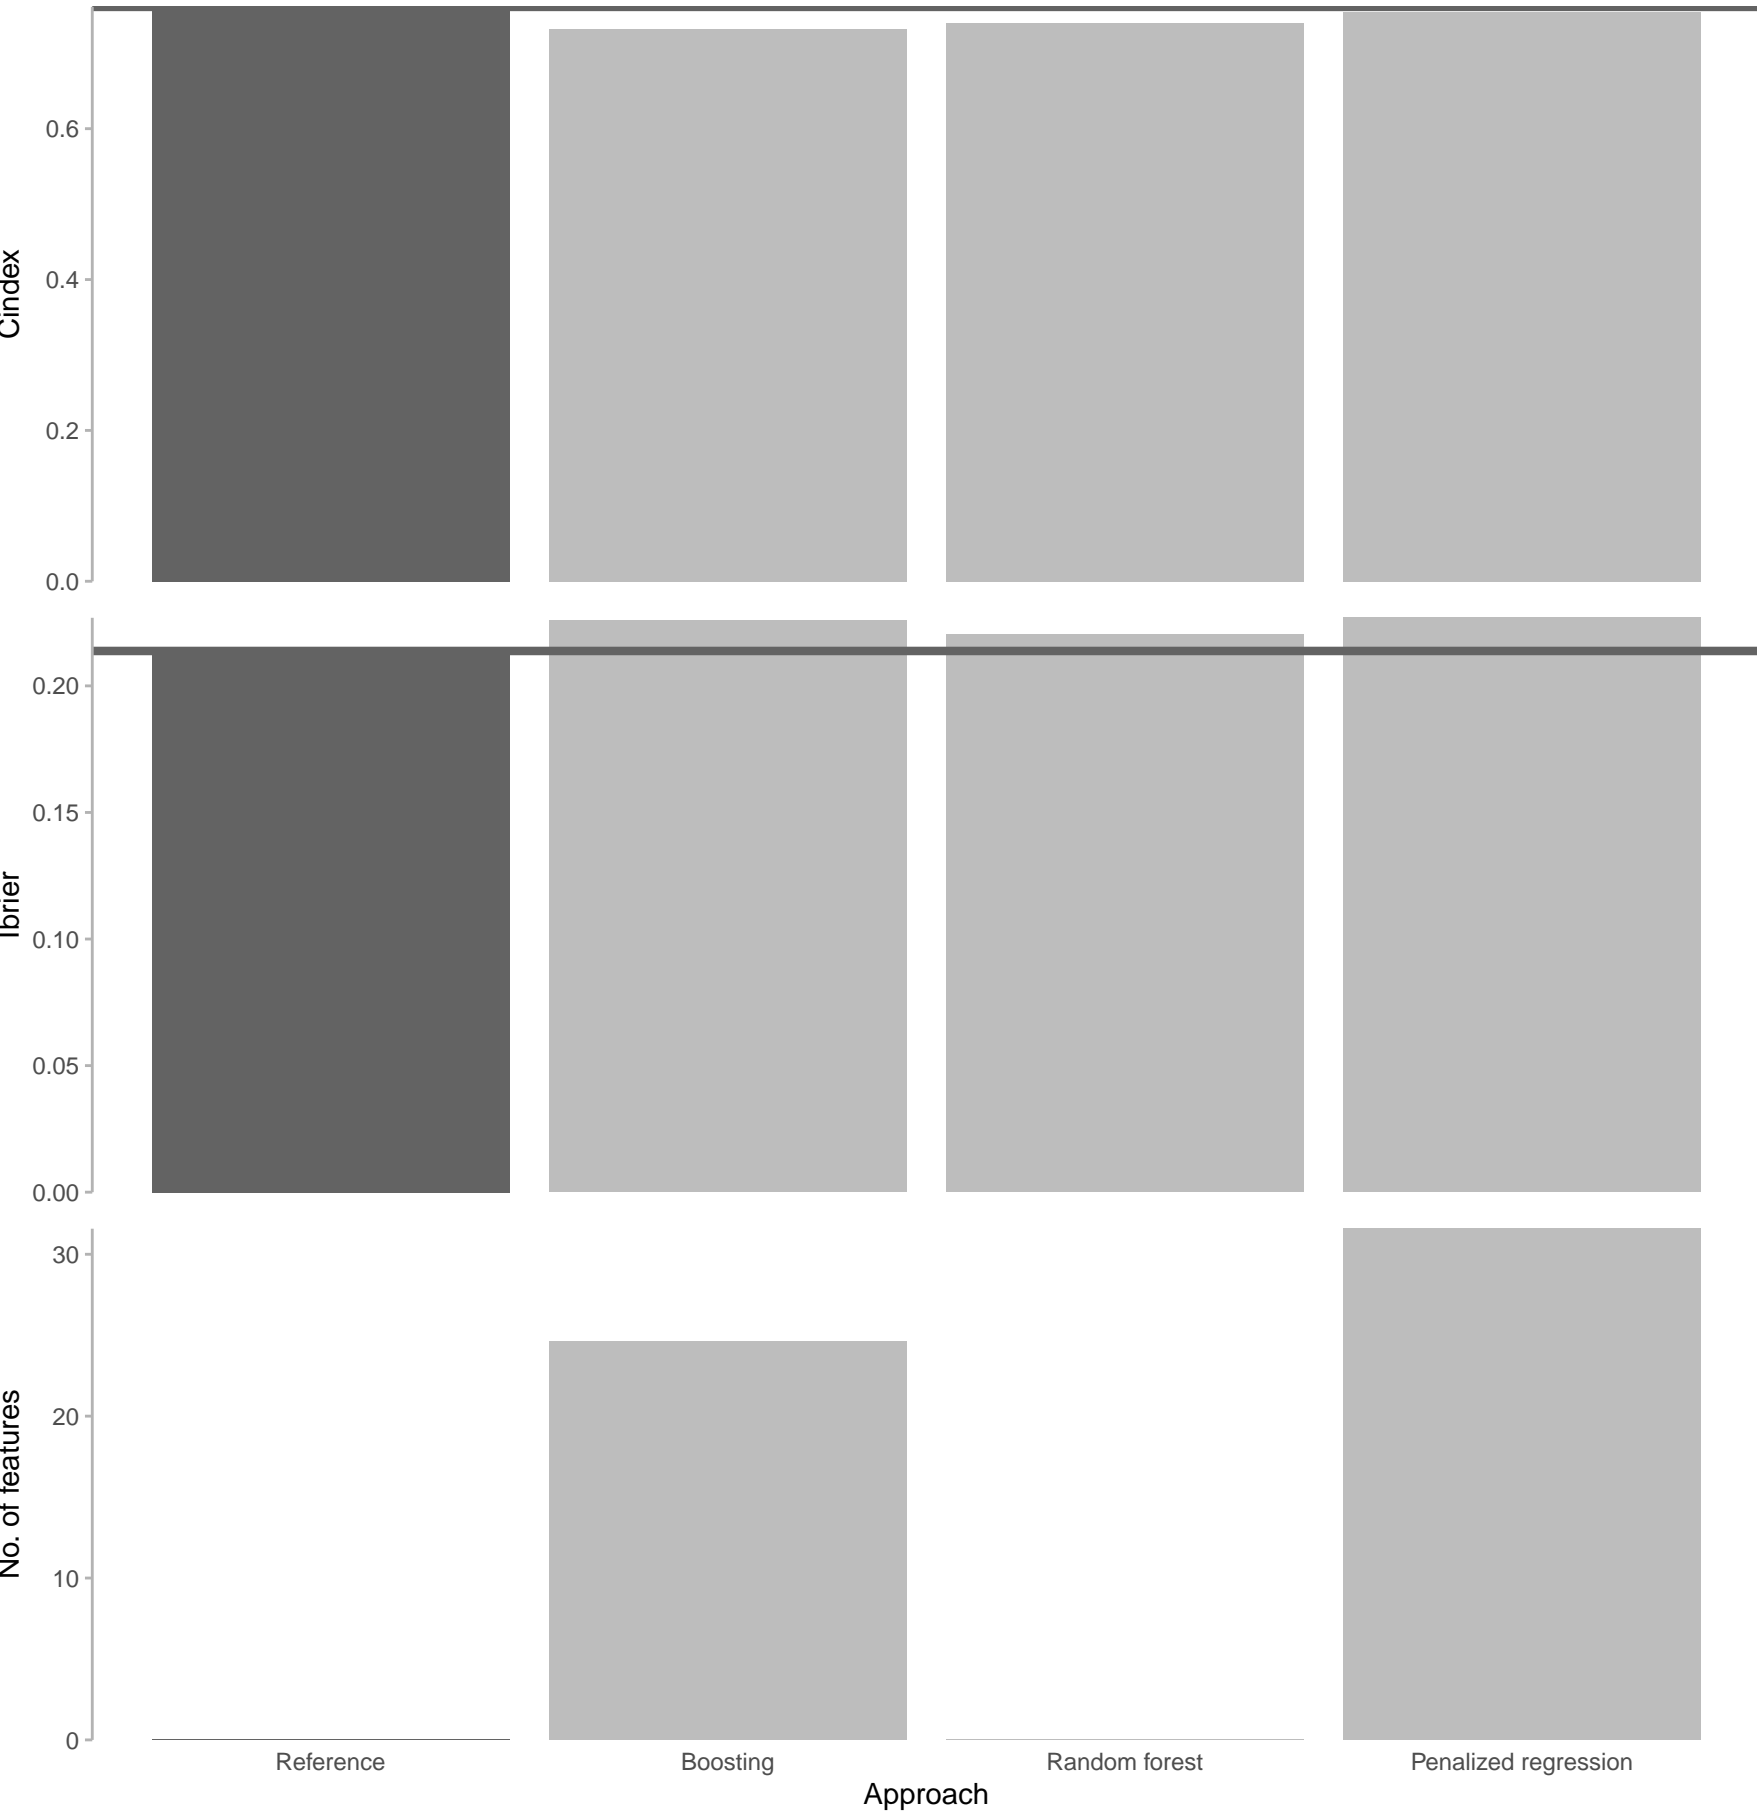 Cindex
0.6
0.4
0.2
0.0
Ibrier
0.20
0.15
0.10
0.05
0.00
No. of features
30
20
10
0
Reference Boosting Random forest Penalized regression
Approach